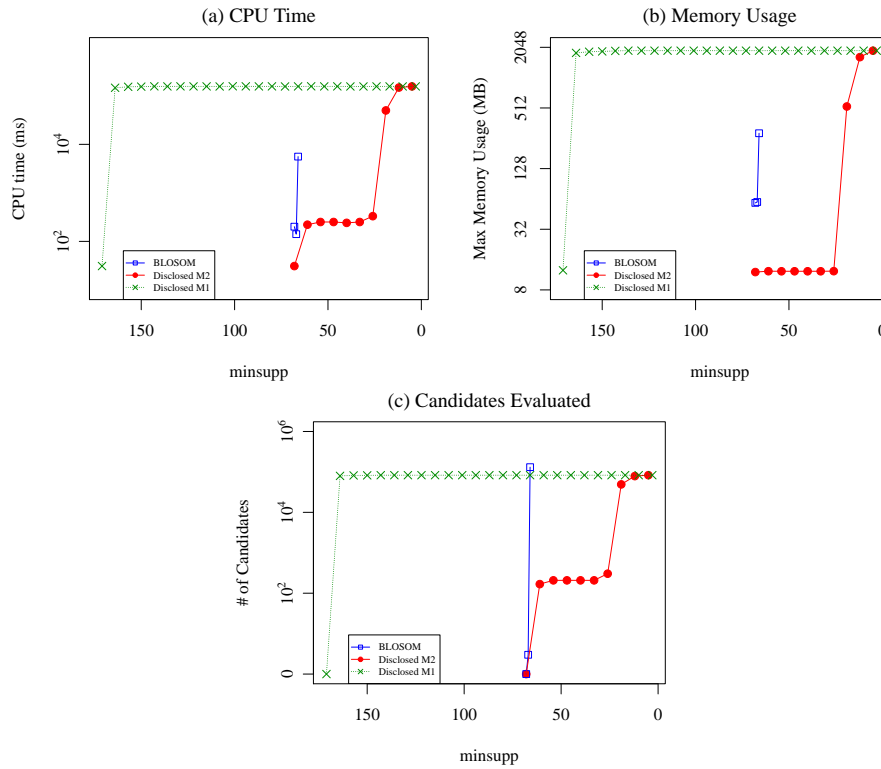 (a) CPU Time
CPU time (ms)
10^4
10^2
BLOSOM
Disclosed M2
Disclosed M1
150 100 50 0
minsupp
(b) Memory Usage
Max Memory Usage (MB)
2048
512
128
32
8
BLOSOM
Disclosed M2
Disclosed M1
150 100 50 0
minsupp
(c) Candidates Evaluated
# of Candidates
10^6
10^4
10^2
0
BLOSOM
Disclosed M2
Disclosed M1
150 100 50 0
minsupp